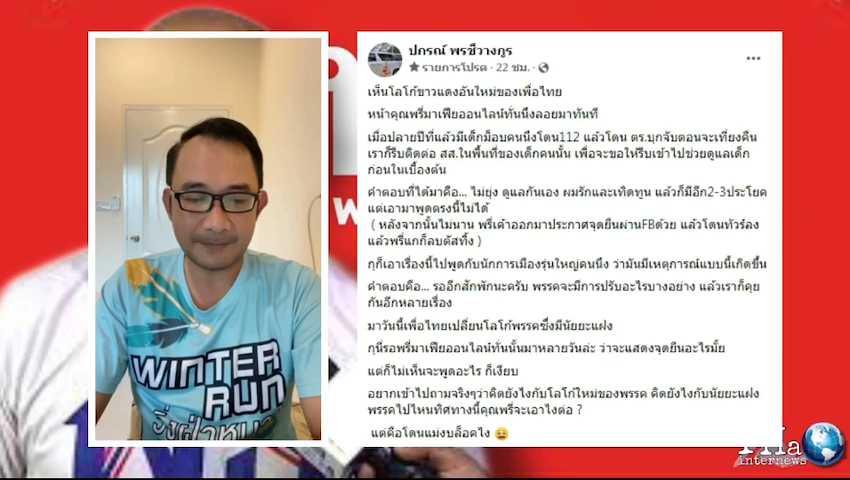 ปกรณ์ พรชีวางกูร
รายการโปรด · 22 ชม. ·
เห็นโลโก้ขาวแดงอันใหม่ของเพื่อไทย
หน้าคุณพรี่มาเฟียออนไลน์ทั่นนึงลอยมาทันที
เมื่อปลายปีที่แล้วมีเด็กม็อบคนนึงโดน112 แล้วโดน ตร.บุกจับตอนจะเที่ยงคืน
เราก็รีบติดต่อ สส.ในพื้นที่ของเด็กคนนั้น เพื่อจะขอให้รีบเข้าไปช่วยดูแลเด็ก
ก่อนในเบื้องต้น
คำตอบที่ได้มาคือ... ไม่ยุ่ง ดูแลกันเอง ผมรักและเทิดทูน แล้วก็มีอีก2-3ประโยค
แต่เอามาพูดตรงนี้ไม่ได้
( หลังจากนั้นไม่นาน พรี่เค้าออกมาประกาศจุดยืนผ่านFBด้วย แล้วโดนทัวร์ลง
แล้วพรี่แกก็ลบตัสทิ้ง )
กุก็เอาเรื่องนี้ไปพูดกับนักการเมืองรุ่นใหญ่คนนึง ว่ามันมีเหตุการณ์แบบนี้เกิดขึ้น
คำตอบคือ... รออีกสักพักนะครับ พรรคจะมีการปรับอะไรบางอย่าง แล้วเราก็คุย
กันอีกหลายเรื่อง
มาวันนี้เพื่อไทยเปลี่ยนโลโก้พรรคซึ่งมีนัยยะแฝง
กุนี่รอพรี่มาเฟียออนไลน์ทั่นนั้นมาหลายวันล่ะ ว่าจะแสดงจุดยืนอะไรมั้ย
แต่ก็ไม่เห็นจะพูดอะไร ก็เงียบ
อยากเข้าไปถามจริงๆว่าคิดยังไงกับโลโก้ใหม่ของพรรค คิดยังไงกับนัยยะแฝง
พรรคไปไหนทิศทางนี้คุณพรี่จะเอาไงต่อ ?
แต่คือโดนแม่งบล็อคไง
WINTER
RUN
internews